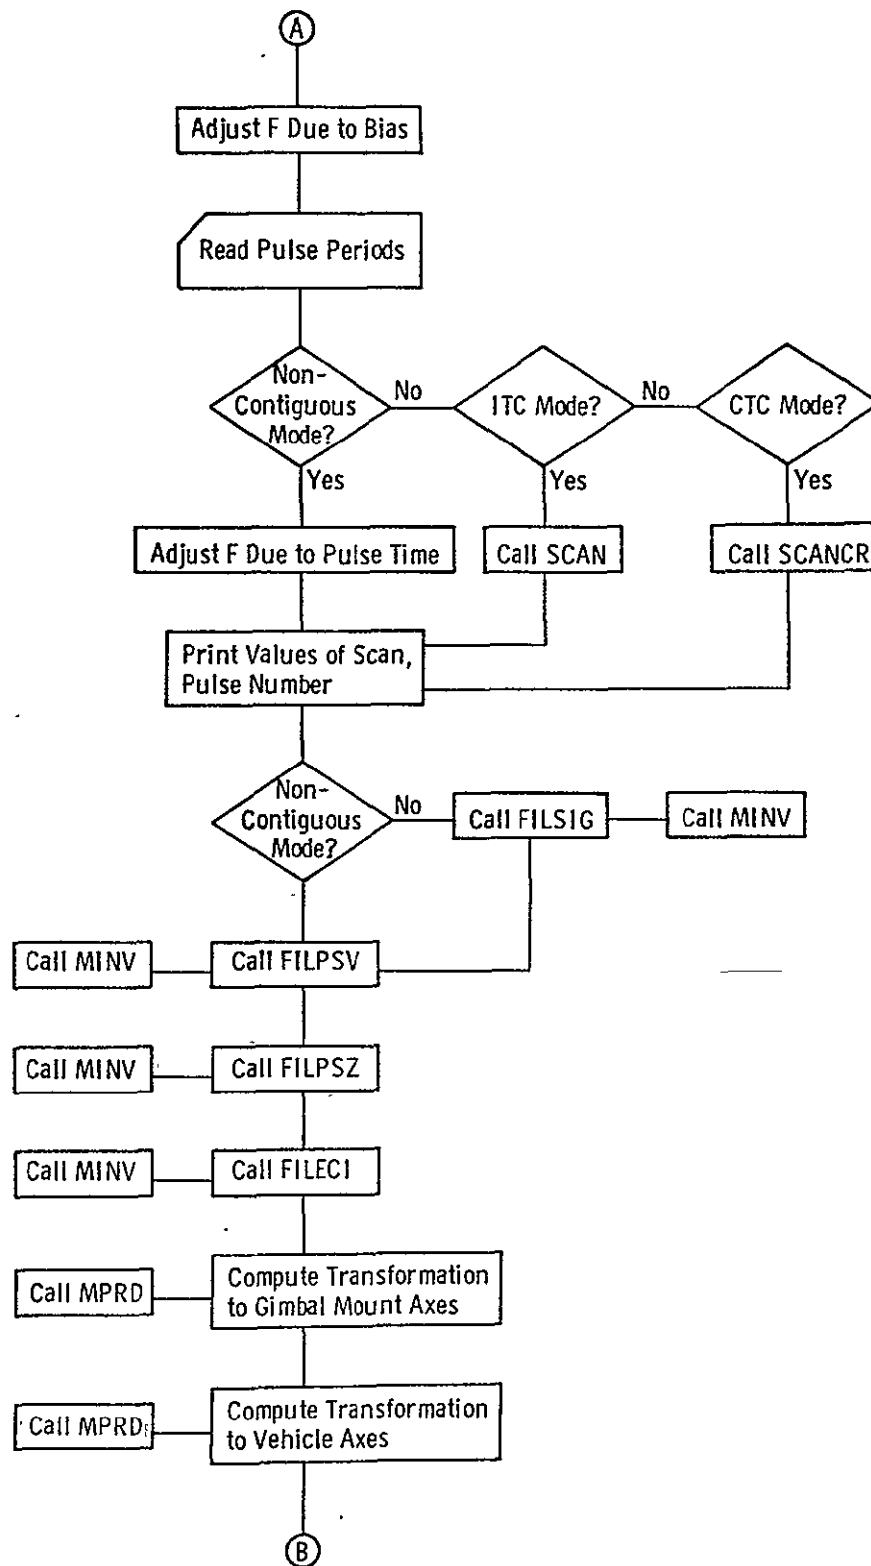 A
Adjust F Due to Bias
Read Pulse Periods
Non-
Contiguous
Mode?
No
ITC Mode?
No
CTC Mode?
Yes
Yes
Yes
Adjust F Due to Pulse Time
Call SCAN
Call SCANCR
Print Values of Scan,
Pulse Number
Non-
Contiguous
Mode?
No
Call FILSIG
Call MINV
Call MINV
Call FILPSV
Call MINV
Call FILPSZ
Call MINV
Call FILECI
Call MPRD
Compute Transformation
to Gimbal Mount Axes
Call MPRD
Compute Transformation
to Vehicle Axes
B